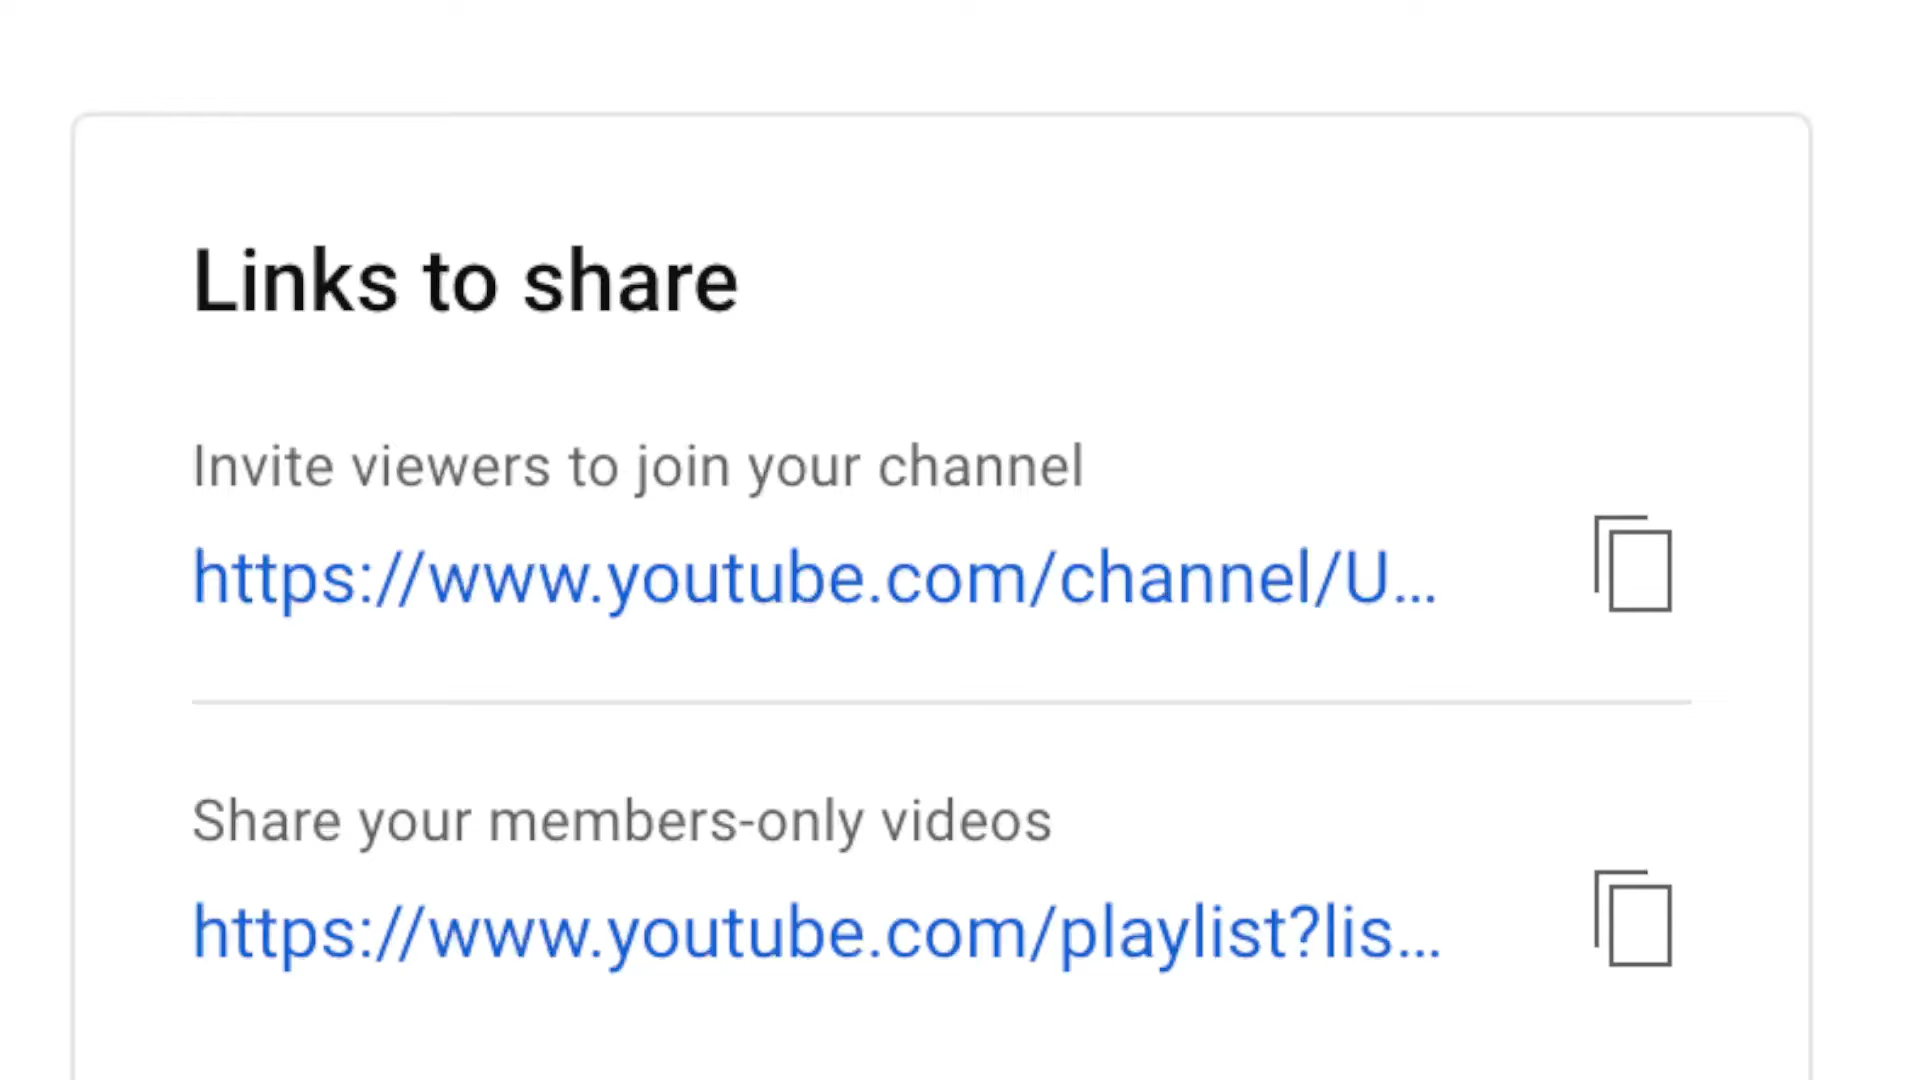 Links to share
Invite viewers to join your channel
https://www.youtube.com/channel/U...
Share your members-only videos
https://www.youtube.com/playlist?lis...